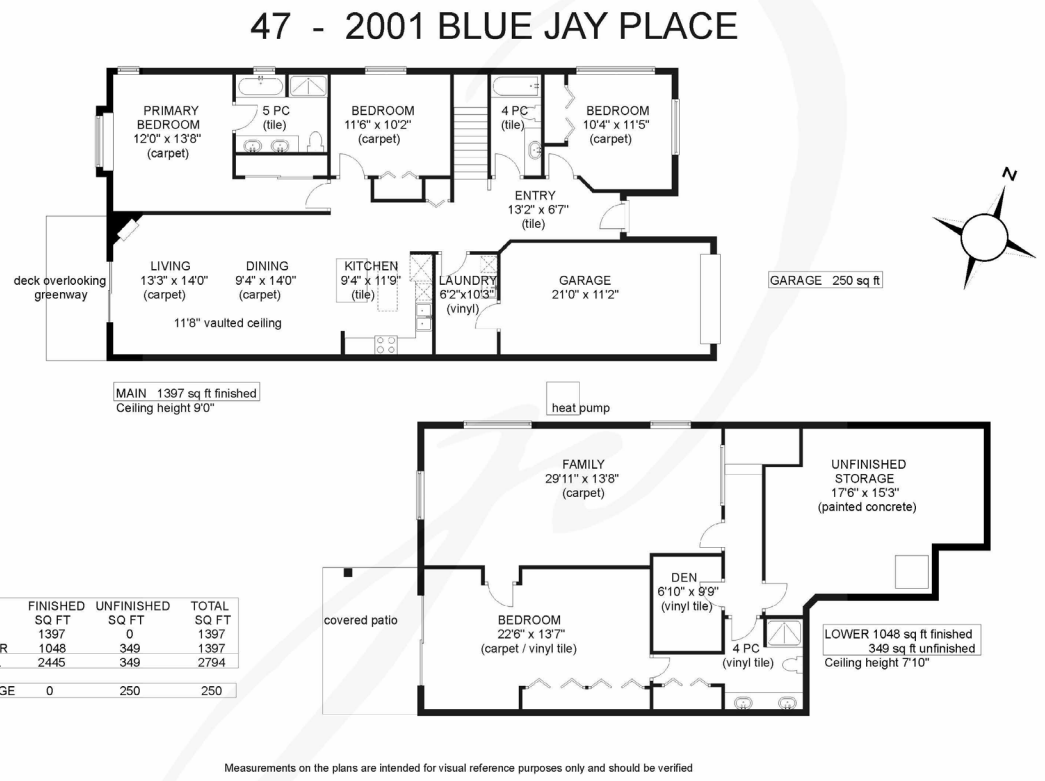 47 - 2001 BLUE JAY PLACE
PRIMARY
BEDROOM
12'0" x 13'8"
(carpet)
5 PC
(tile)
BEDROOM
11'6" x 10'2"
(carpet)
4 PC
(tile)
BEDROOM
10'4" x 11'5"
(carpet)
ENTRY
13'2" x 6'7"
(tile)
N
deck overlooking
greenway
LIVING
13'3" x 14'0"
(carpet)
DINING
9'4" x 14'0"
(carpet)
11'8" vaulted ceiling
KITCHEN
9'4" x 11'9"
(tile)
LAUNDRY
6'2"x10'3"
(vinyl)
GARAGE
21'0" x 11'2"
GARAGE 250 sq ft
MAIN 1397 sq ft finished
Ceiling height 9'0"
heat pump
FAMILY
29'11" x 13'8"
(carpet)
UNFINISHED
STORAGE
17'6" x 15'3"
(painted concrete)
DEN
6'10" x 9'9"
(vinyl tile)
covered patio
BEDROOM
22'6" x 13'7"
(carpet / vinyl tile)
4 PC
(vinyl tile)
LOWER 1048 sq ft finished
349 sq ft unfinished
Ceiling height 7'10"
FINISHED UNFINISHED TOTAL
SQ FT SQ FT SQ FT
1397 0 1397
R 1048 349 1397
2445 349 2794
GE 0 250 250
Measurements on the plans are intended for visual reference purposes only and should be verified